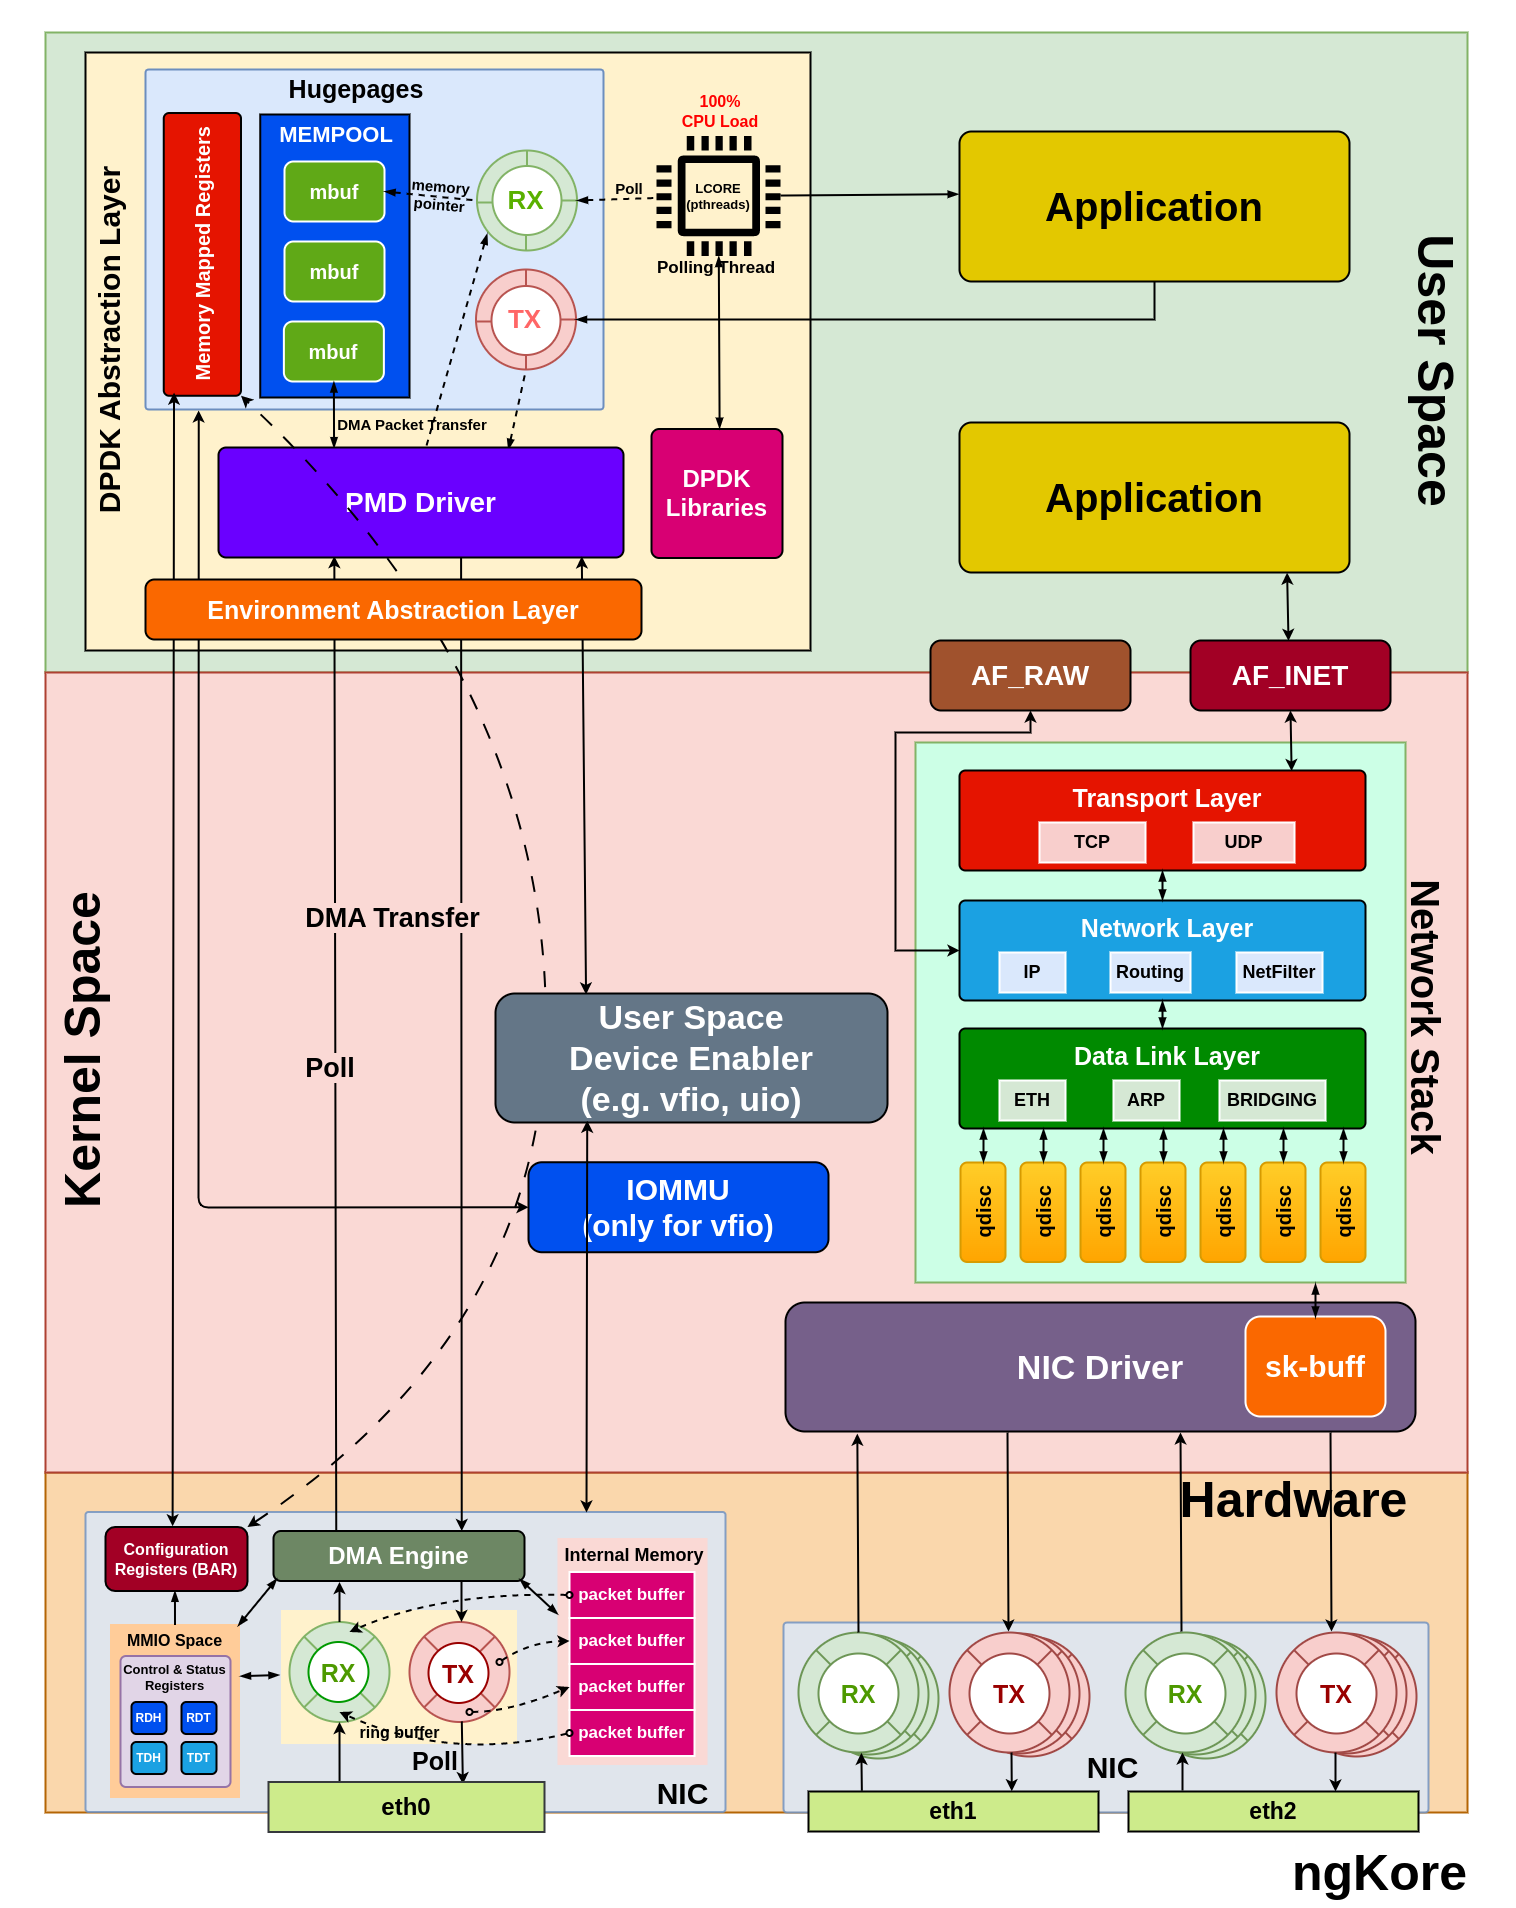 Hugepages
DPDK Abstraction Layer
Memory Mapped Registers
MEMPOOL
mbuf
mbuf
mbuf
memory
pointer
RX
TX
Poll
100%
CPU Load
LCORE
(pthreads)
Polling Thread
DMA Packet Transfer
PMD Driver
DPDK
Libraries
Environment Abstraction Layer
Application
Application
User Space
AF_RAW
AF_INET
Kernel Space
DMA Transfer
Poll
User Space
Device Enabler
(e.g. vfio, uio)
IOMMU
(only for vfio)
Transport Layer
TCP
UDP
Network Layer
IP
Routing
NetFilter
Data Link Layer
ETH
ARP
BRIDGING
qdisc
qdisc
qdisc
qdisc
qdisc
qdisc
qdisc
Network Stack
NIC Driver
sk-buff
Hardware
Configuration
Registers (BAR)
DMA Engine
Internal Memory
packet buffer
packet buffer
packet buffer
packet buffer
MMIO Space
Control & Status
Registers
RDH
RDT
TDH
TDT
RX
TX
ring buffer
Poll
NIC
eth0
RX
TX
RX
TX
NIC
eth1
eth2
ngKore